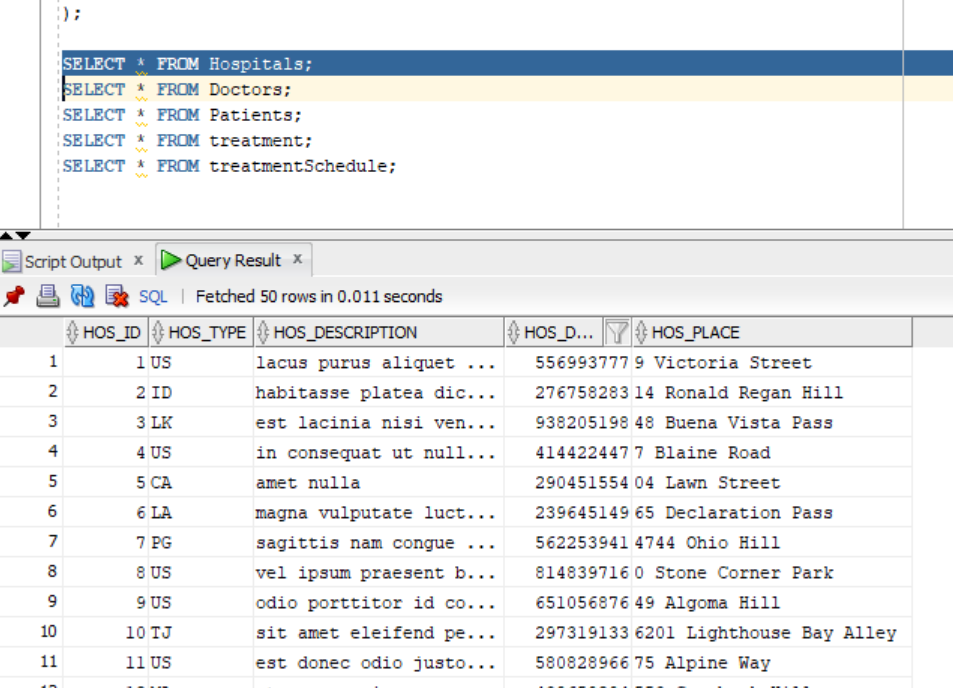 );
SELECT * FROM Hospitals;
SELECT * FROM Doctors;
SELECT * FROM Patients;
SELECT * FROM treatment;
SELECT * FROM treatmentSchedule;
Script Output x Query Result x
SQL | Fetched 50 rows in 0.011 seconds
HOS_ID HOS_TYPE HOS_DESCRIPTION HOS_D... HOS_PLACE
1 1 US lacus purus aliquet ... 556993777 9 Victoria Street
2 2 ID habitasse platea dic... 276758283 14 Ronald Regan Hill
3 3 LK est lacinia nisi ven... 938205198 48 Buena Vista Pass
4 4 US in consequat ut null... 414422447 7 Blaine Road
5 5 CA amet nulla 290451554 04 Lawn Street
6 6 LA magna vulputate luct... 239645149 65 Declaration Pass
7 7 PG sagittis nam congue ... 562253941 4744 Ohio Hill
8 8 US vel ipsum praesent b... 814839716 0 Stone Corner Park
9 9 US odio porttitor id co... 651056876 49 Algoma Hill
10 10 TJ sit amet eleifend pe... 297319133 6201 Lighthouse Bay Alley
11 11 US est donec odio justo... 580828966 75 Alpine Way